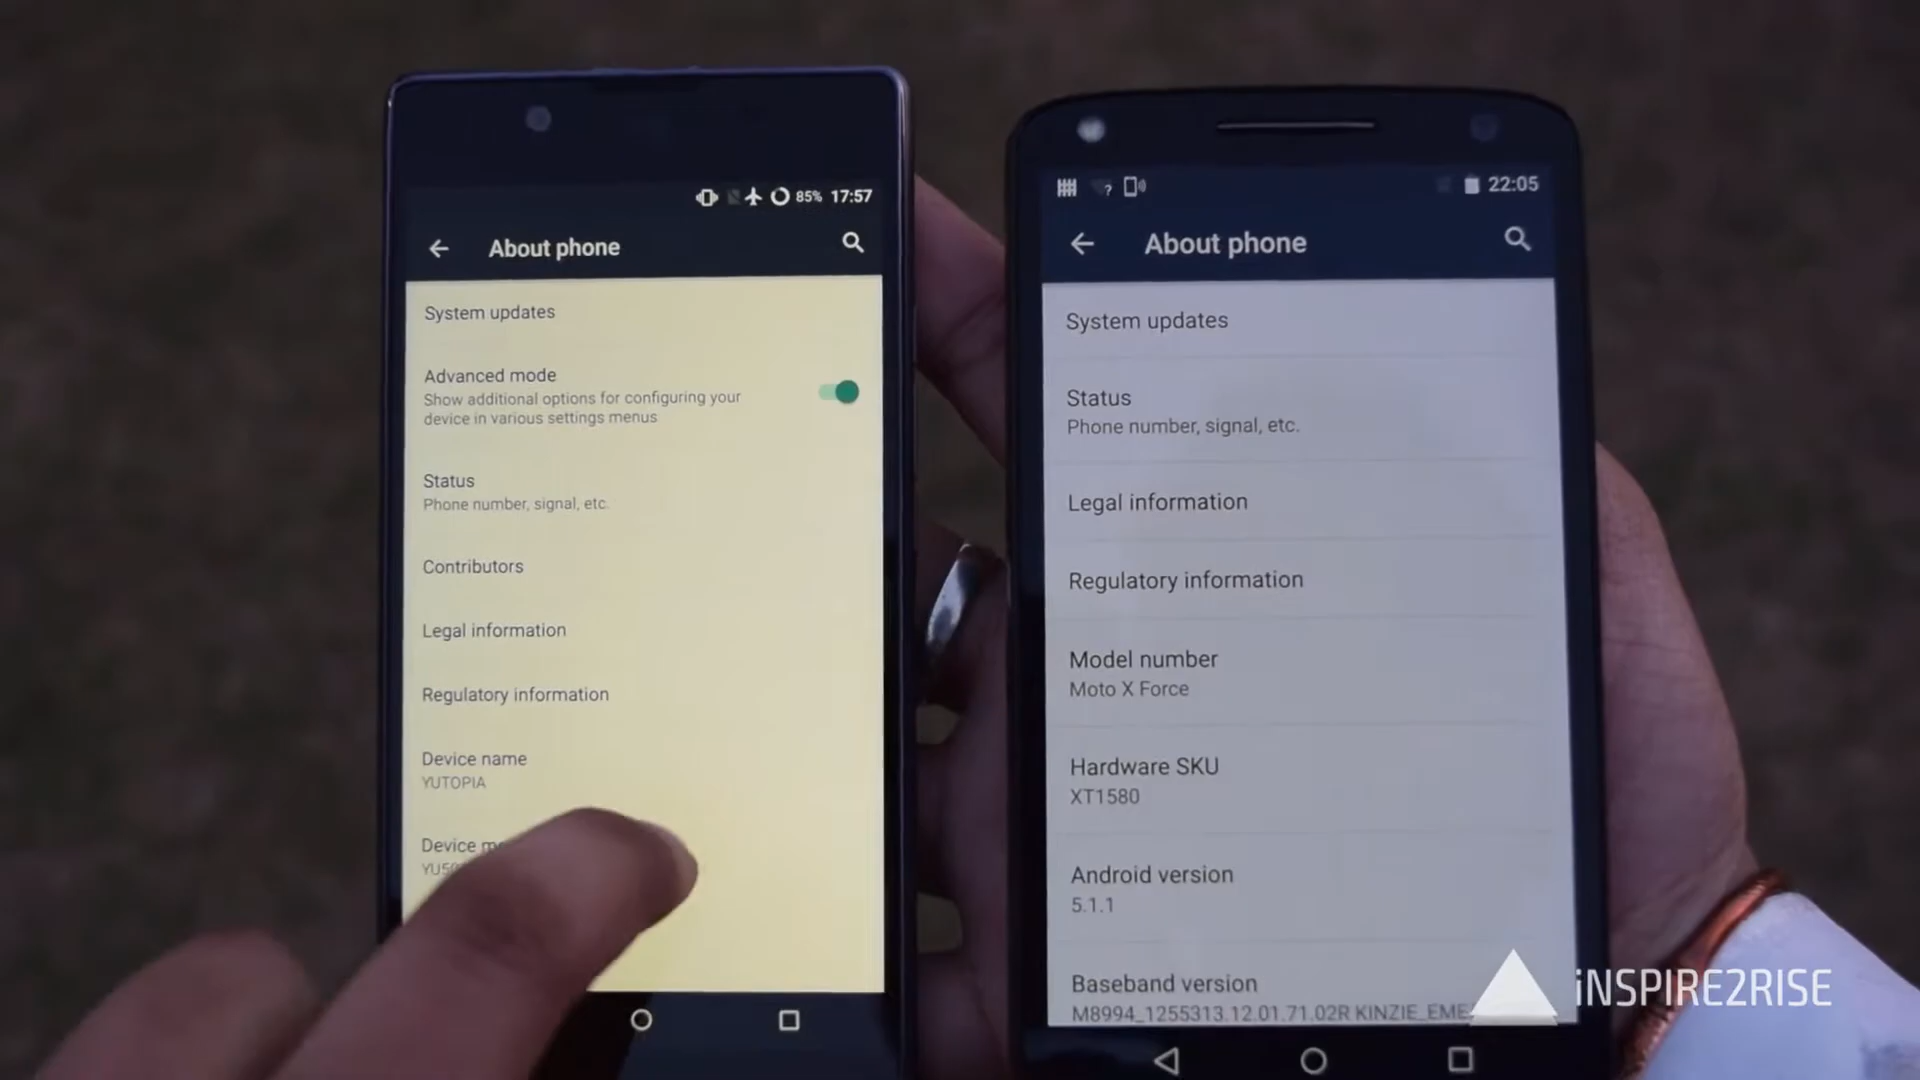 85% 17:57
About phone
System updates
Advanced mode
Show additional options for configuring your
device in various settings menus
Status
Phone number, signal, etc.
Contributors
Legal information
Regulatory information
Device name
YUTOPIA
Device
22:05
About phone
System updates
Status
Phone number, signal, etc.
Legal information
Regulatory information
Model number
Moto X Force
Hardware SKU
XT1580
Android version
5.1.1
Baseband version
M8994_1255313.12.01.71.02R KINZIE_EME
iNSPIRE2RISE